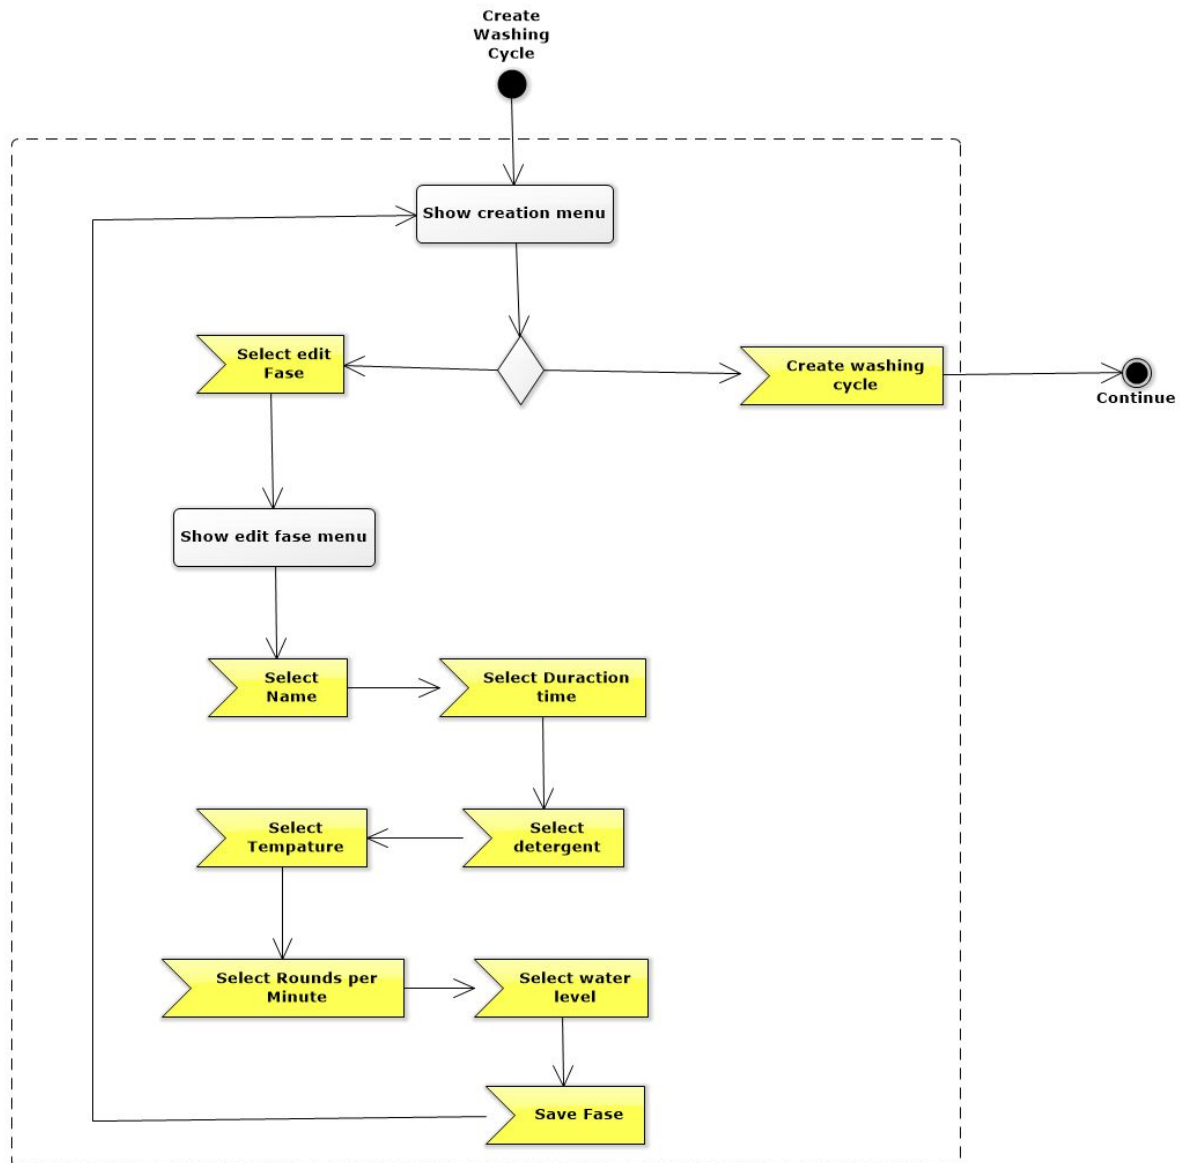 Create
Washing
Cycle
Show creation menu
Select edit
Fase
Create washing
cycle
Continue
Show edit fase menu
Select
Name
Select Duraction
time
Select
Tempature
Select
detergent
Select Rounds per
Minute
Select water
level
Save Fase